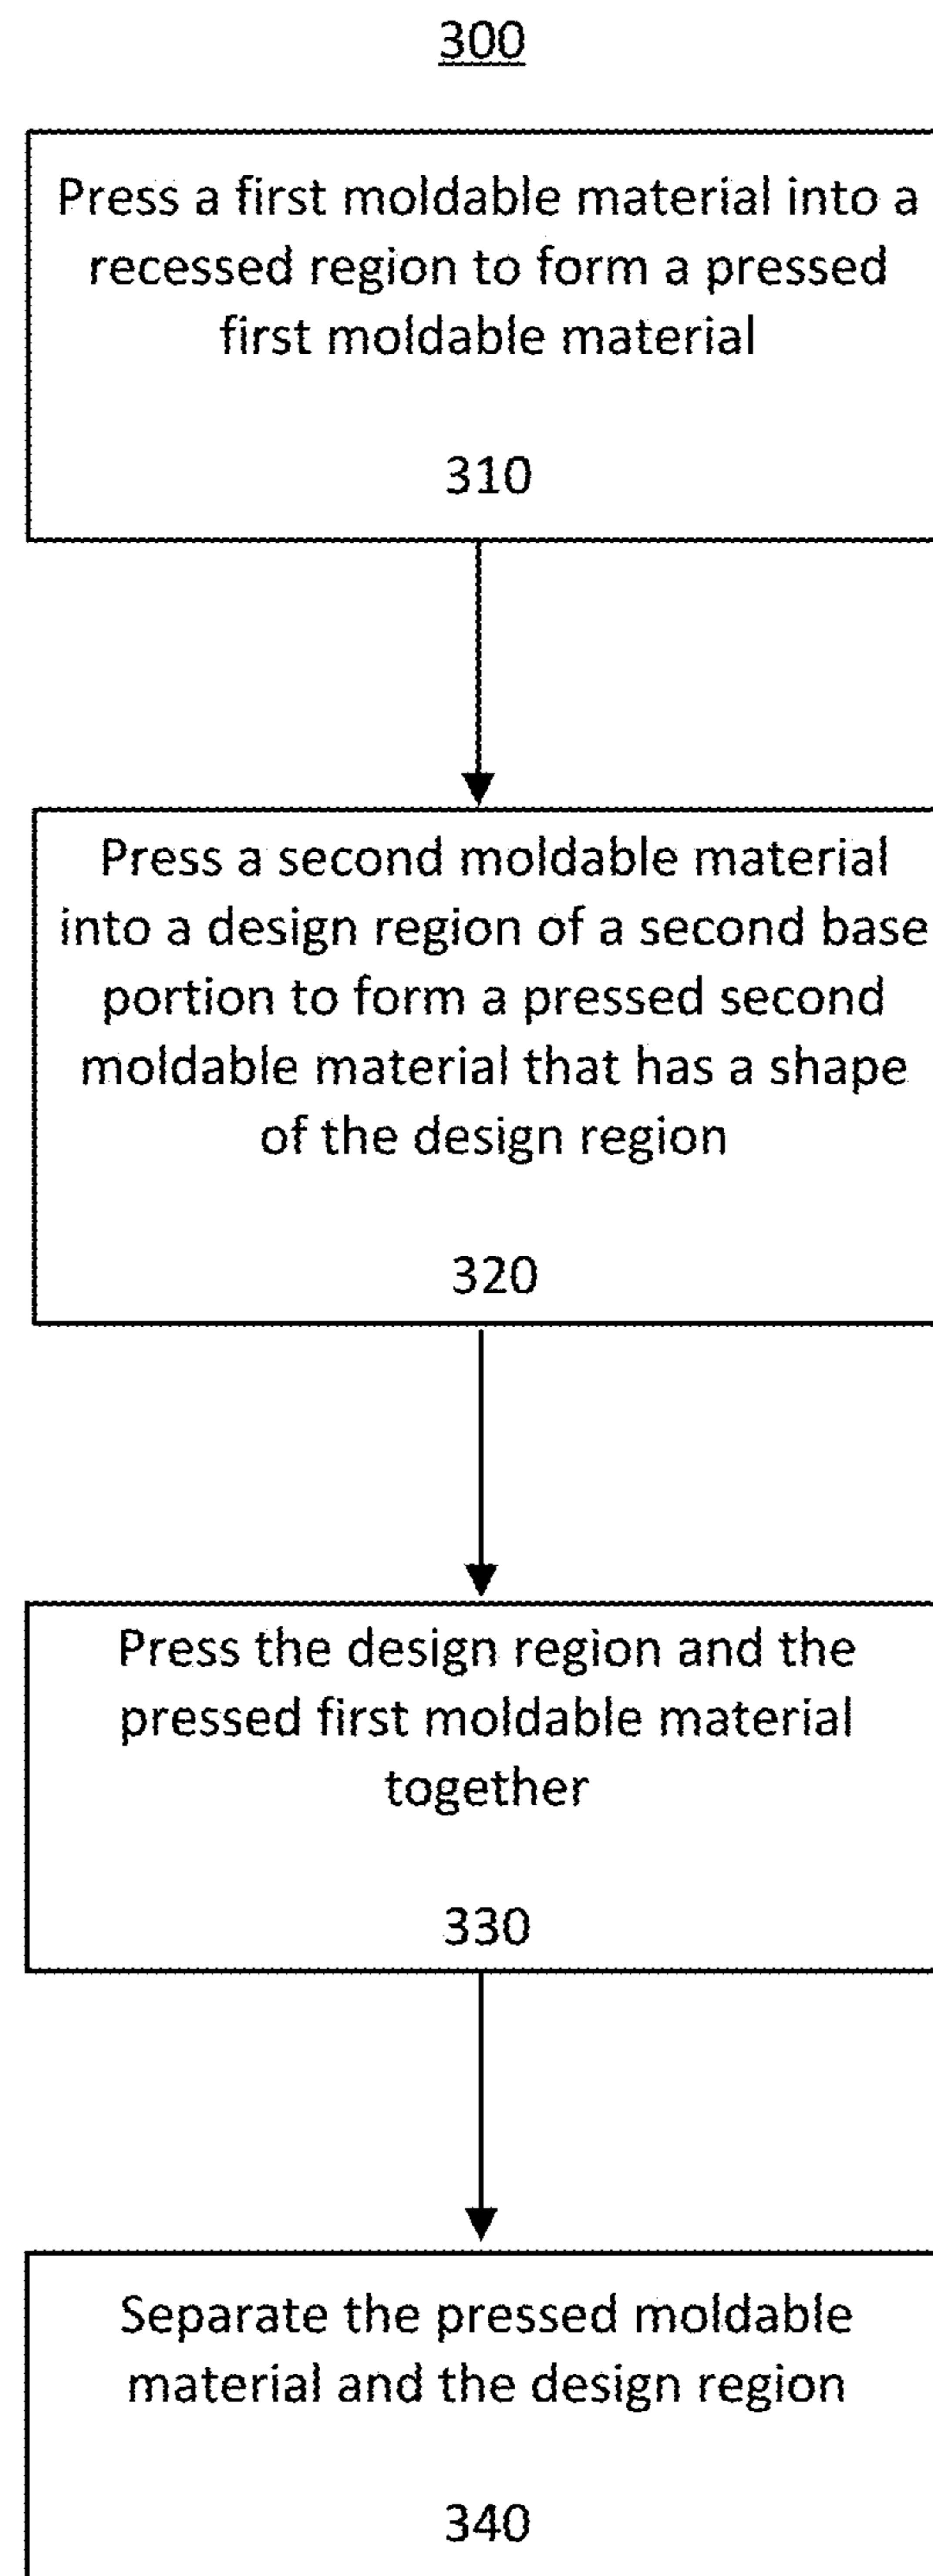 300
Press a first moldable material into a
recessed region to form a pressed
first moldable material
310
Press a second moldable material
into a design region of a second base
portion to form a pressed second
moldable material that has a shape
of the design region
320
Press the design region and the
pressed first moldable material
together
330
Separate the pressed moldable
material and the design region
340